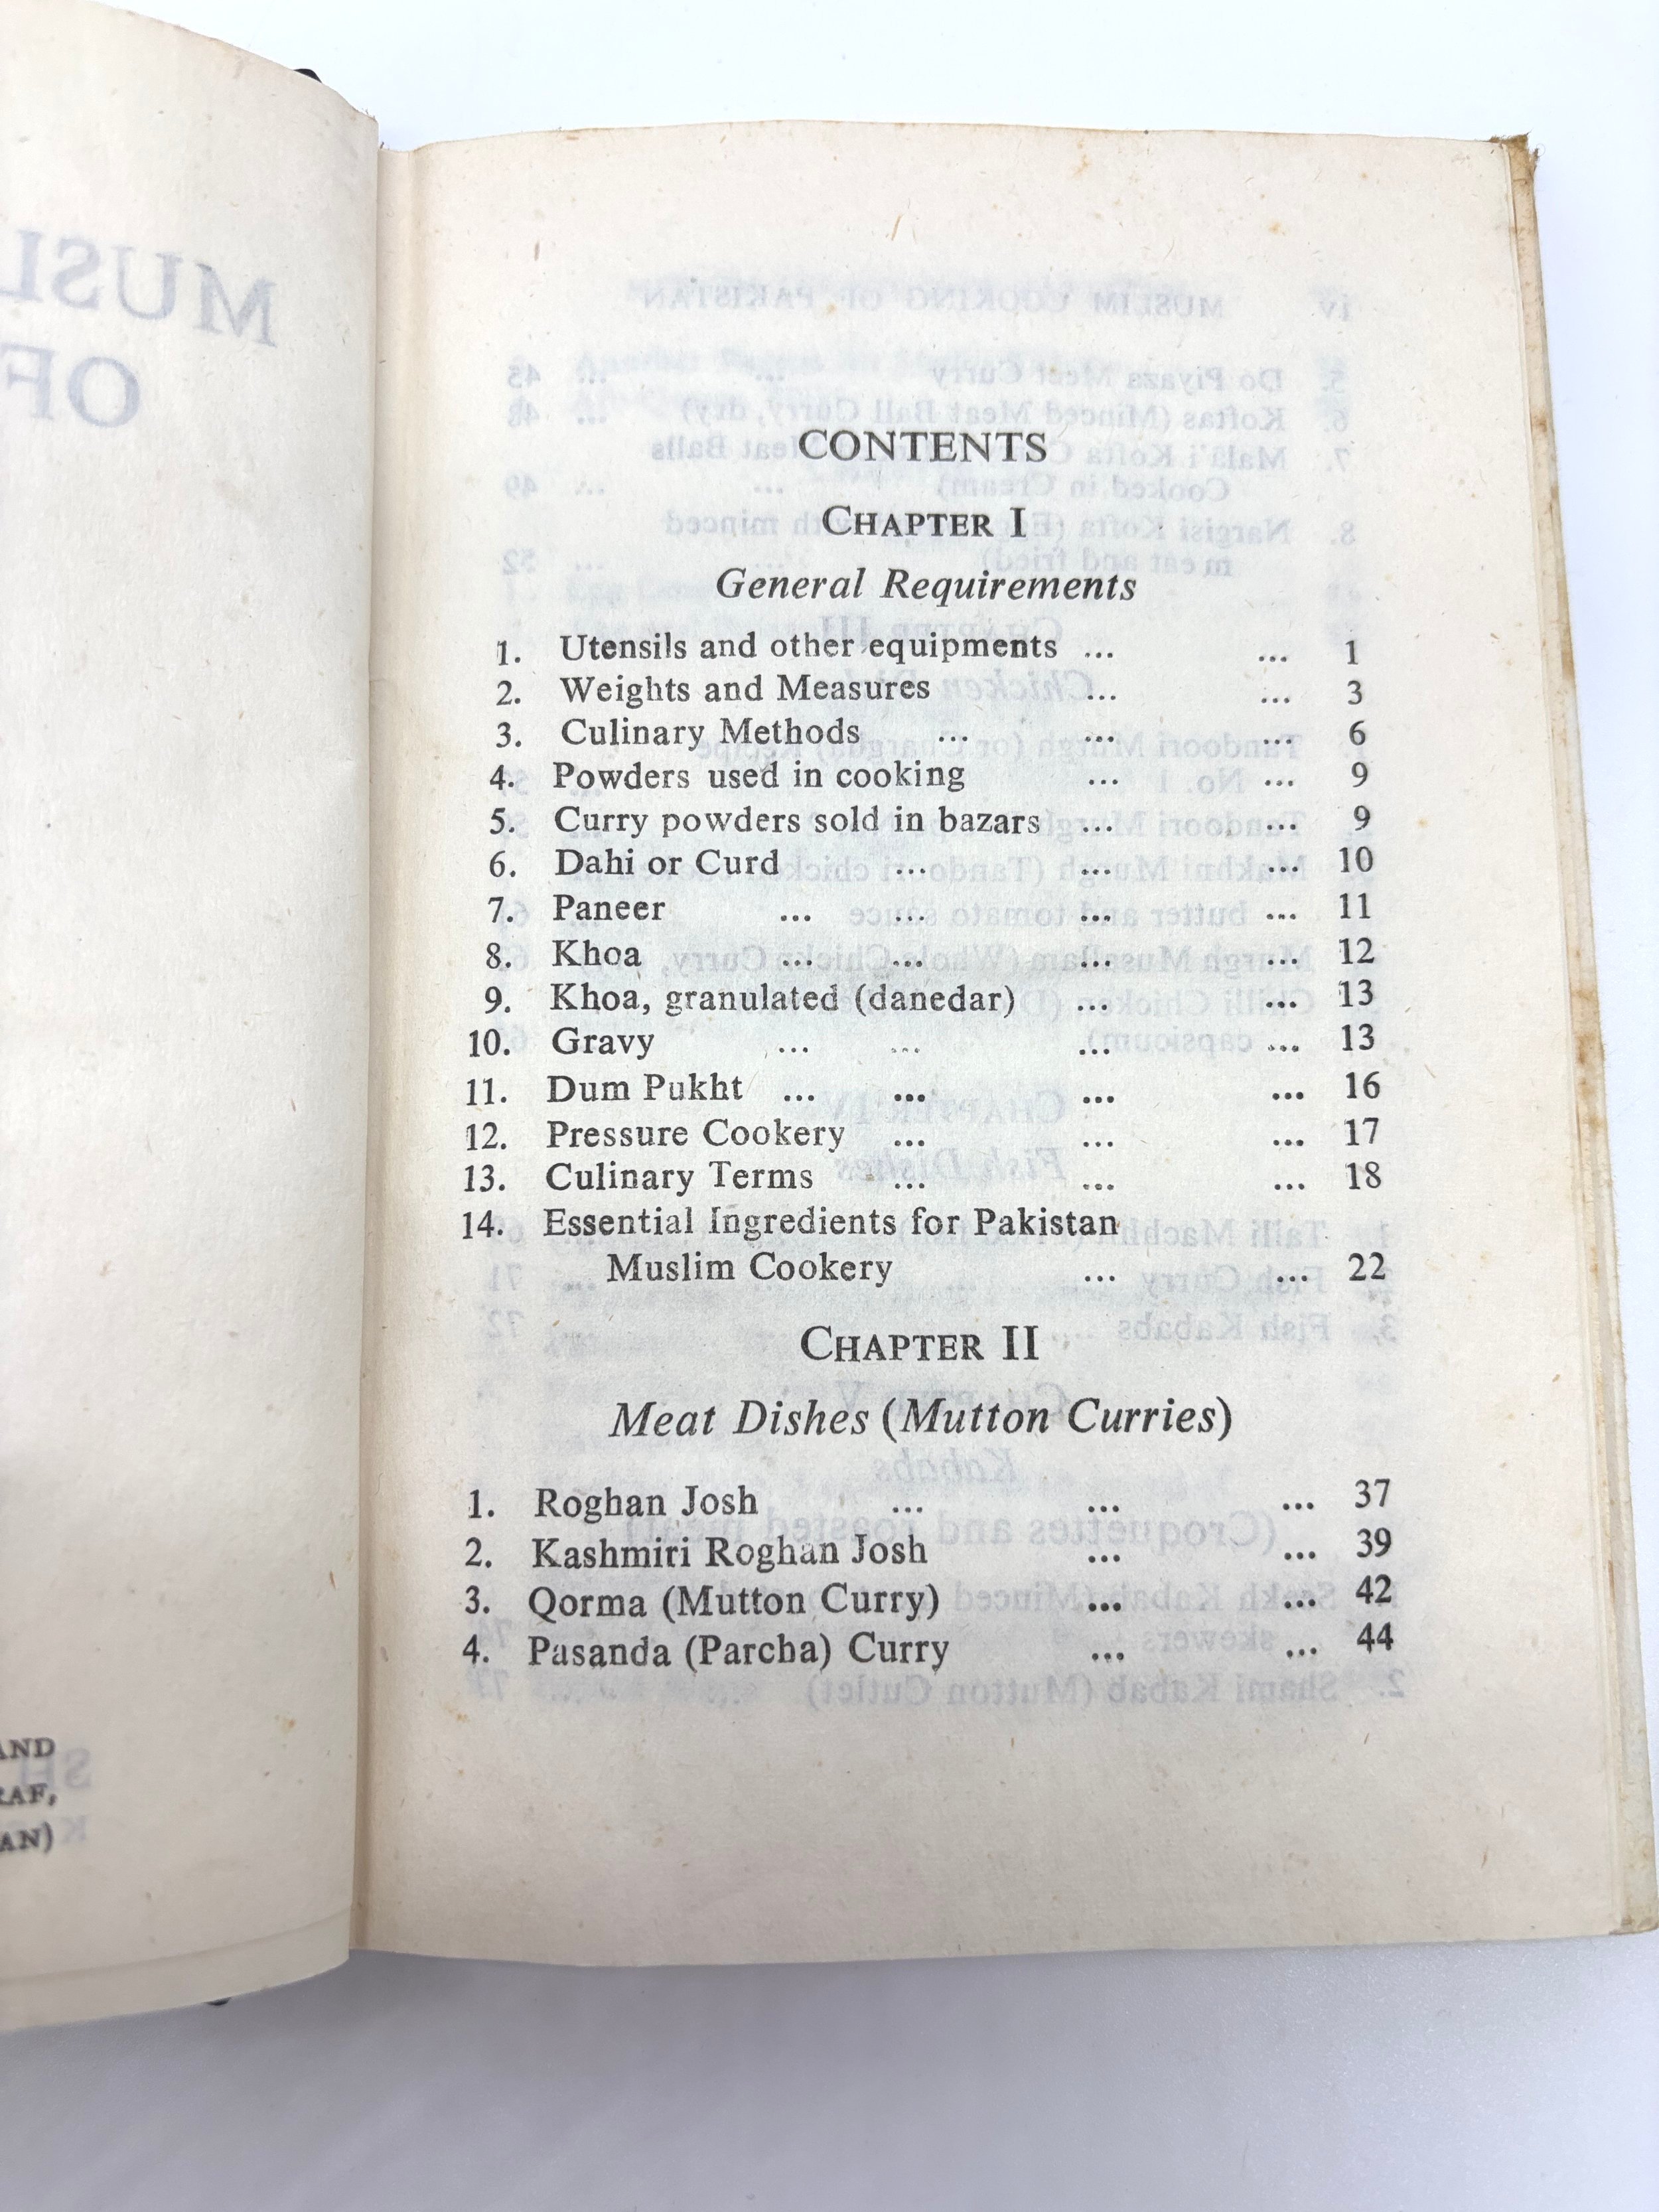 AND
RAF,
AN)
CONTENTS
CHAPTER I
General Requirements
1. Utensils and other equipments ... ... 1
2. Weights and Measures ... ... 3
3. Culinary Methods ... ... ... 6
4. Powders used in cooking ... ... 9
5. Curry powders sold in bazars ... ... 9
6. Dahi or Curd ... ... ... 10
7. Paneer ... ... ... ... 11
8. Khoa ... ... ... ... 12
9. Khoa, granulated (danedar) ... ... 13
10. Gravy ... ... ... ... 13
11. Dum Pukht ... ... ... ... 16
12. Pressure Cookery ... ... ... 17
13. Culinary Terms ... ... ... 18
14. Essential Ingredients for Pakistan
Muslim Cookery ... ... 22
CHAPTER II
Meat Dishes (Mutton Curries)
1. Roghan Josh ... ... ... 37
2. Kashmiri Roghan Josh ... ... 39
3. Qorma (Mutton Curry) ... ... 42
4. Pasanda (Parcha) Curry ... ... 44